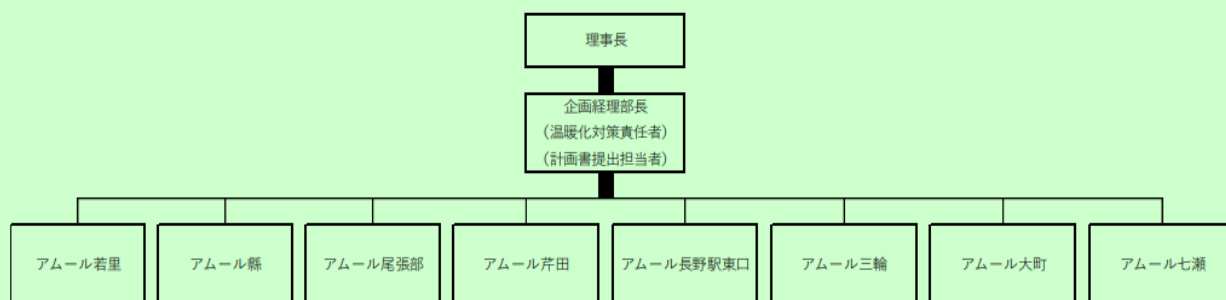 理事長
企画経理部長
（温暖化対策責任者）
（計画書提出担当者）
アムール若里
アムール縣
アムール尾張部
アムール芹田
アムール長野駅東口
アムール三輪
アムール大町
アムール七瀬